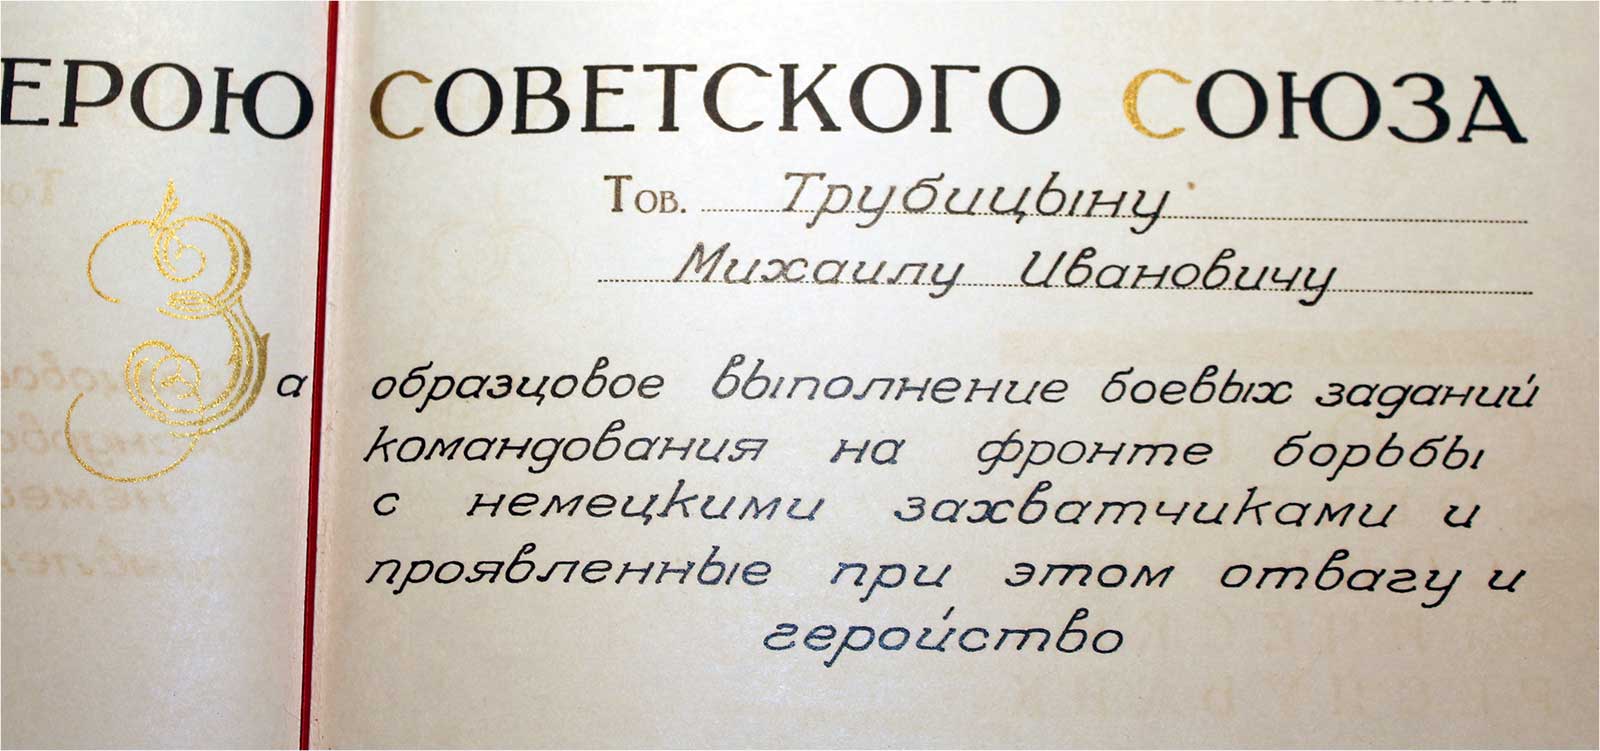 ЕРОЮ СОВЕТСКОГО СОЮЗА
Тов. Трубицыну
Михаилу Ивановичу
За образцовое выполнение боевых заданий
командования на фронте борьбы
с немецкими захватчиками и
проявленные при этом отвагу и
геройство